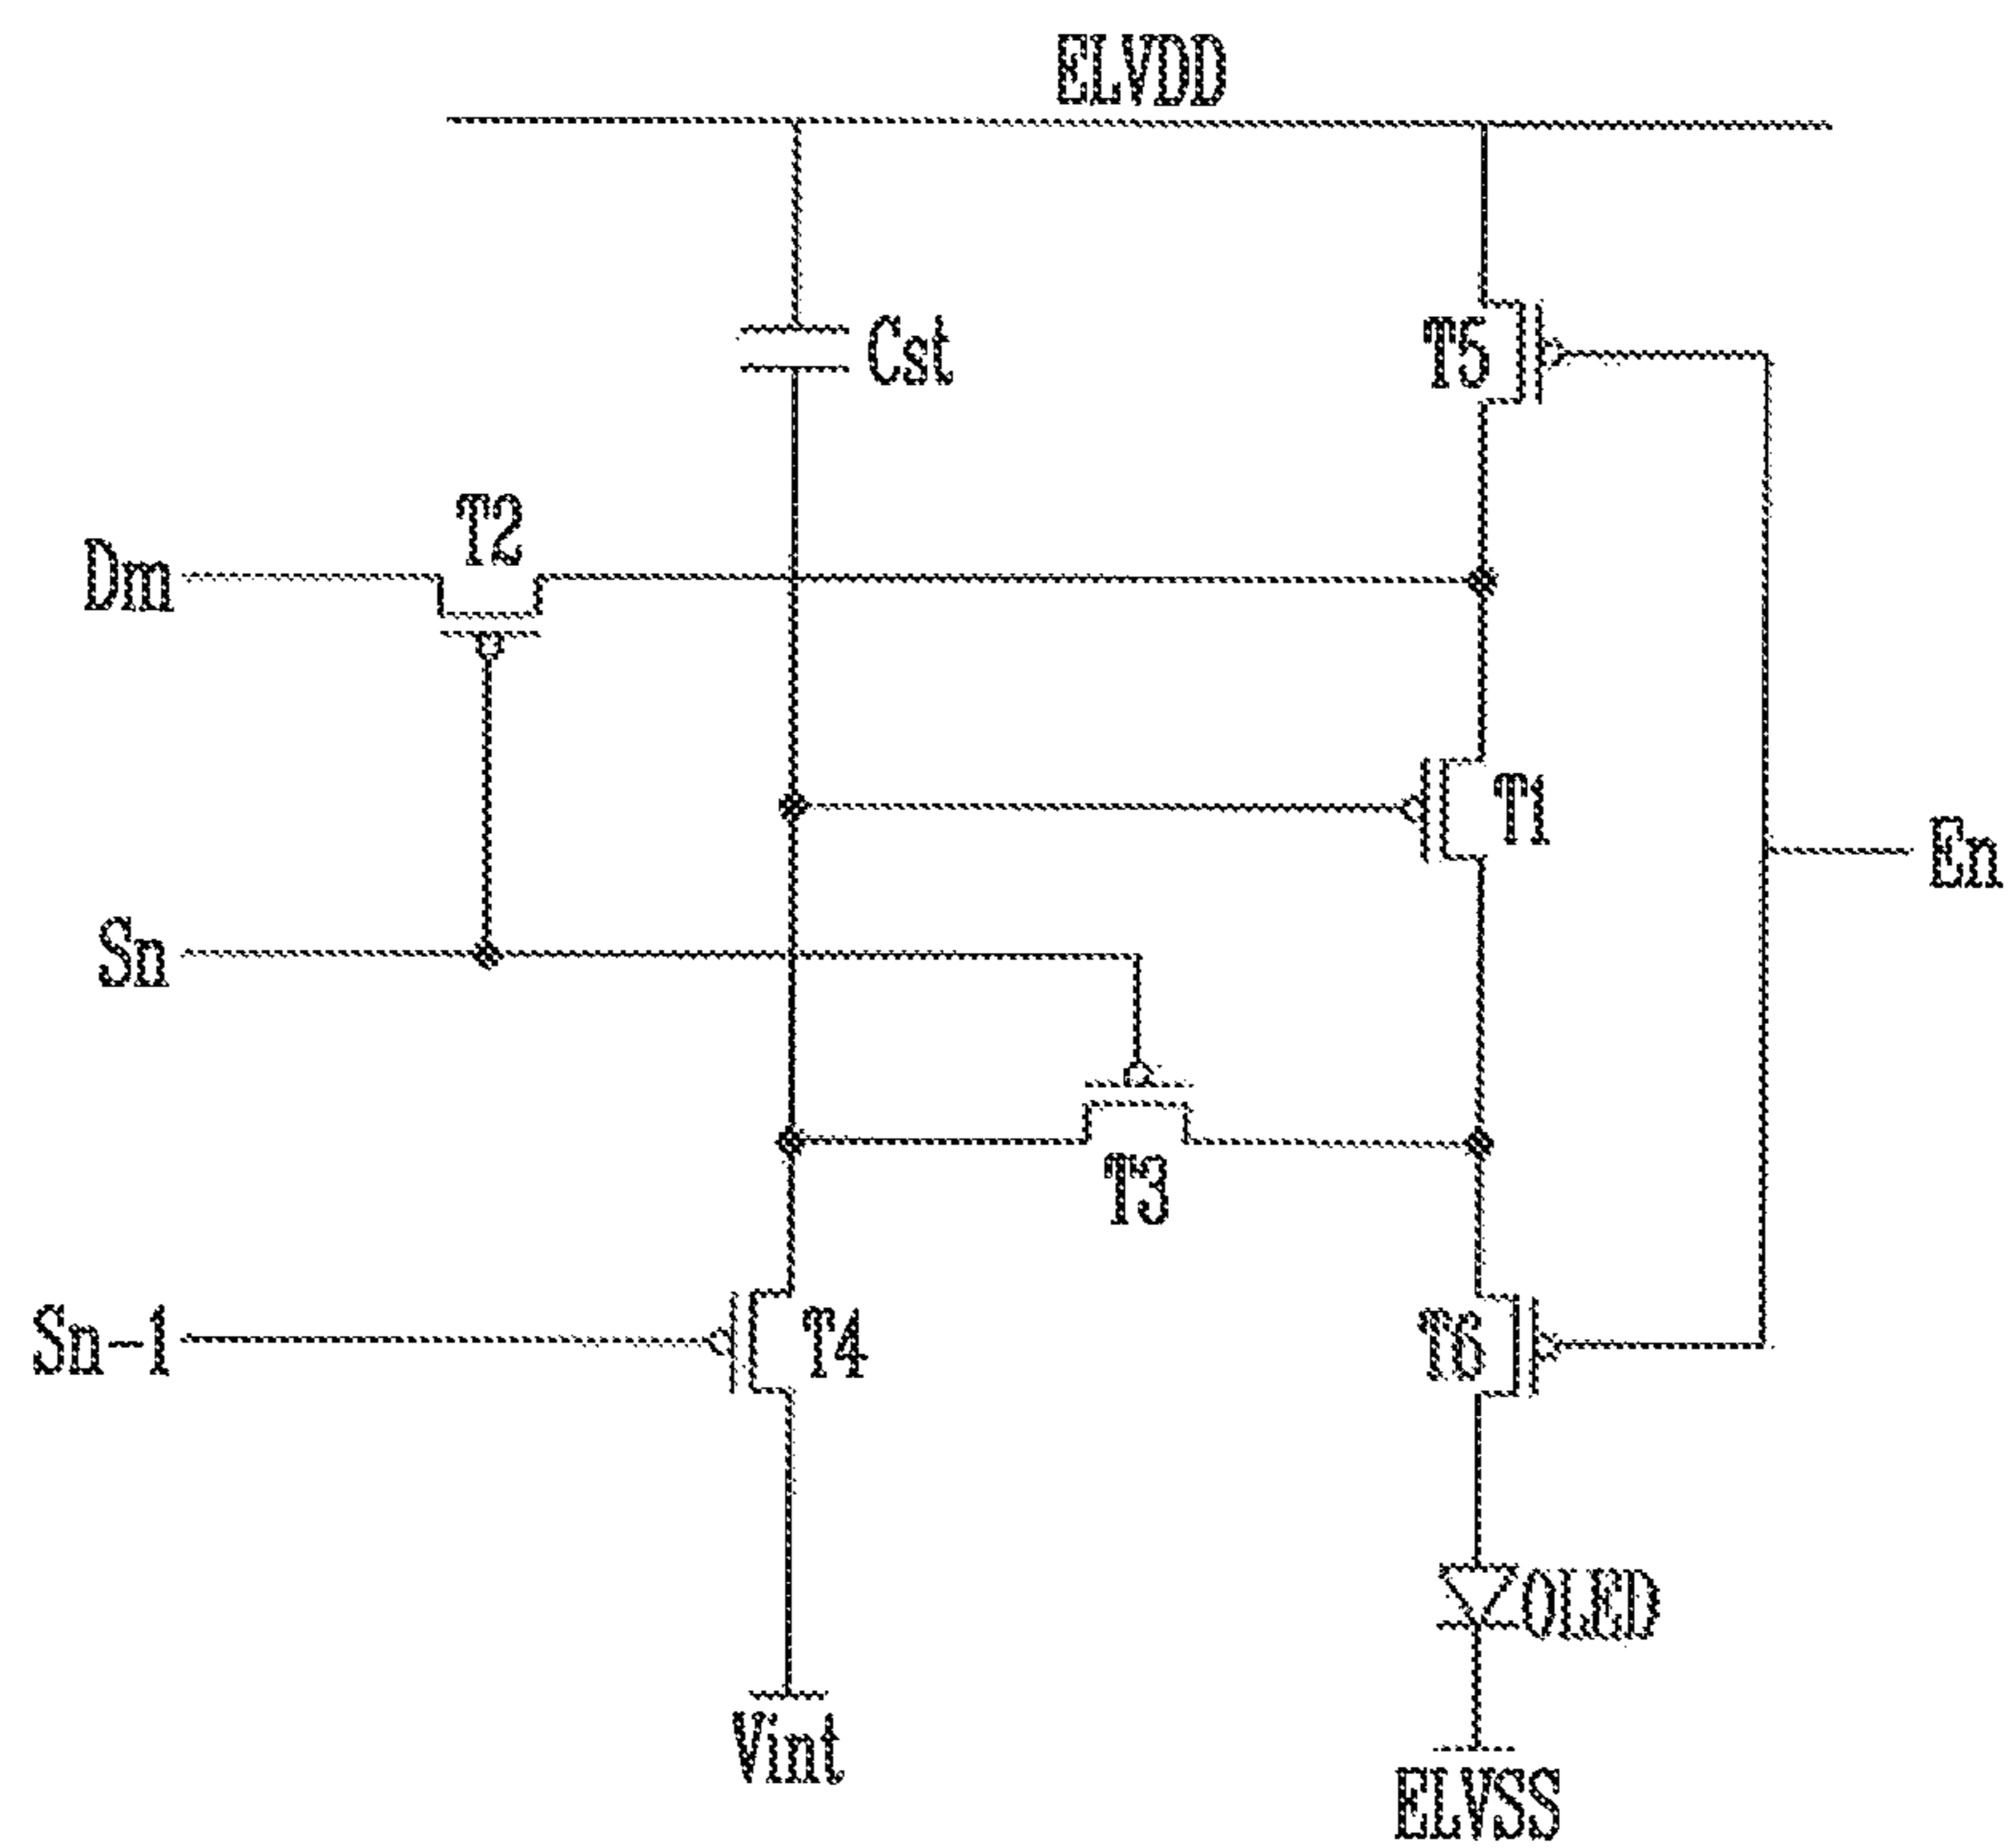 ELVDD
Cst
T5
T2
Dm
T1
En
Sn
T3
Sn-1
T4
T6
OLED
Vint
ELVSS